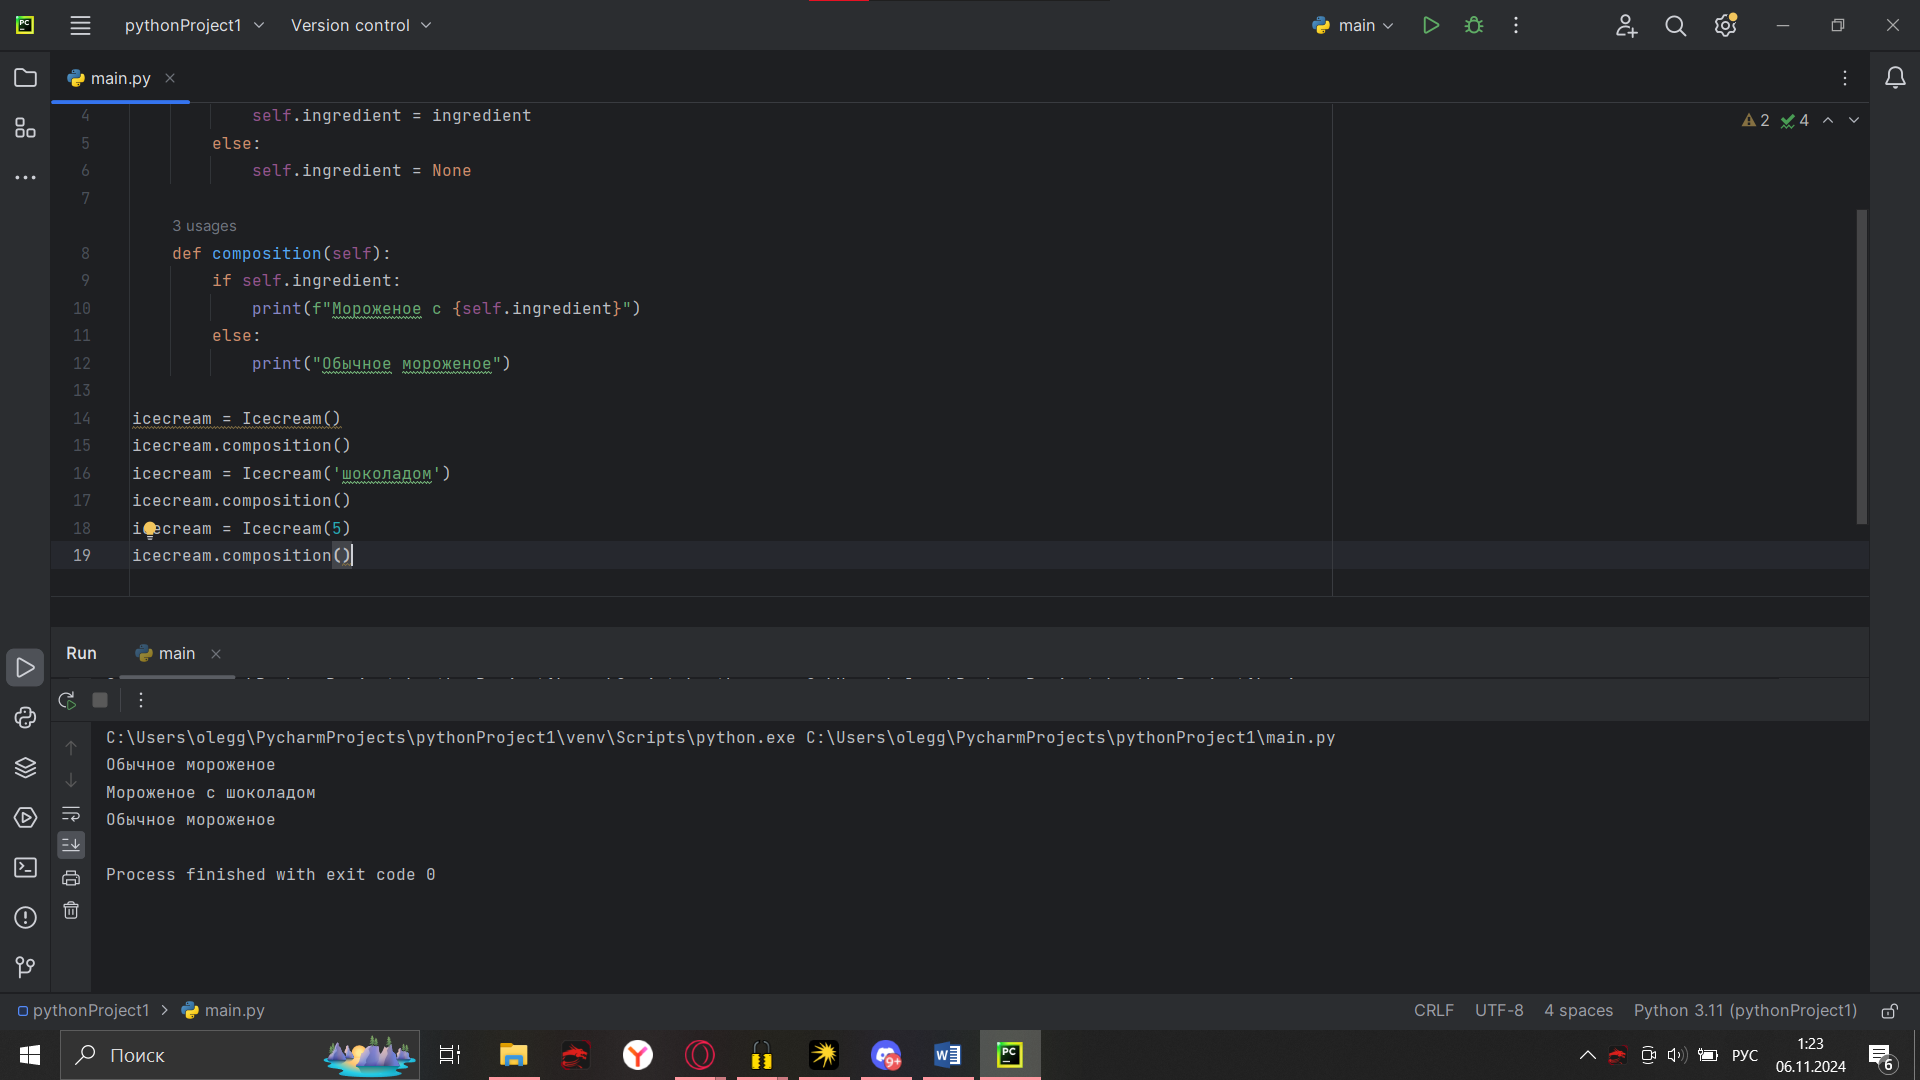 pythonProject1 Version control main
main.py
4 self.ingredient = ingredient
2 4
5 else:
6 self.ingredient = None
7
3 usages
8 def composition(self):
9 if self.ingredient:
10 print(f"Мороженое с {self.ingredient}")
11 else:
12 print("Обычное мороженое")
13
14 icecream = Icecream()
15 icecream.composition()
16 icecream = Icecream('шоколадом')
17 icecream.composition()
18 icecream = Icecream(5)
19 icecream.composition()
Run main
C:\Users\olegg\PycharmProjects\pythonProject1\venv\Scripts\python.exe C:\Users\olegg\PycharmProjects\pythonProject1\main.py
Обычное мороженое
Мороженое с шоколадом
Обычное мороженое
Process finished with exit code 0
pythonProject1 main.py CRLF UTF-8 4 spaces Python 3.11 (pythonProject1)
Поиск 9+ РУС 1:23
06.11.2024 6